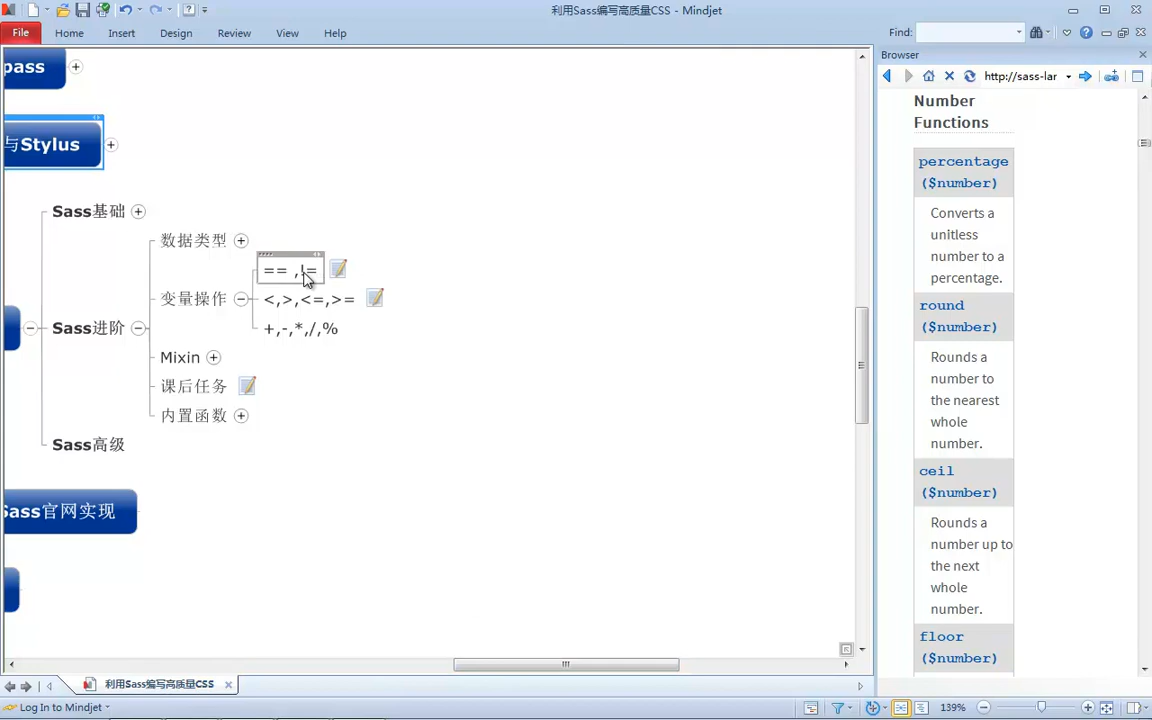 利用Sass编写高质量CSS - Mindjet
File
Home
Insert
Design
Review
View
Help
Find:
Browser
http://sass-lar
pass
与Stylus
Sass基础
数据类型
== ,!=
变量操作
<,>,<=,>=
+,-,*,/,%
Sass进阶
Mixin
课后任务
内置函数
Sass高级
Sass官网实现
Number
Functions
percentage
($number)
Converts a
unitless
number to a
percentage.
round
($number)
Rounds a
number to
the nearest
whole
number.
ceil
($number)
Rounds a
number up to
the next
whole
number.
floor
($number)
利用Sass编写高质量CSS
Log In to Mindjet
139%